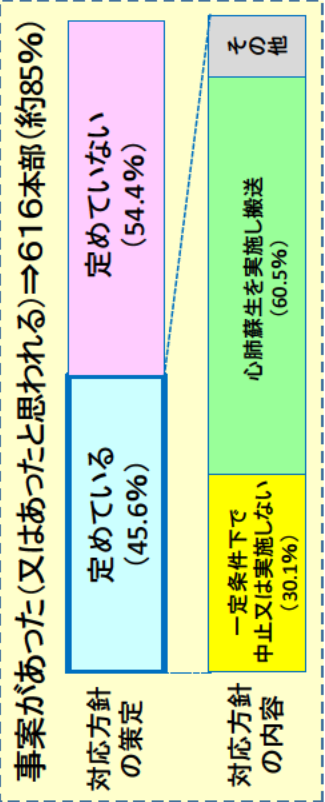 事案があった(又はあったと思われる)⇒616本部(約85%)
対応方針
の策定
定めている
(45.6%)
定めていない
(54.4%)
対応方針
の内容
一定条件下で
中止又は実施しない
(30.1%)
心肺蘇生を実施し搬送
(60.5%)
その
他